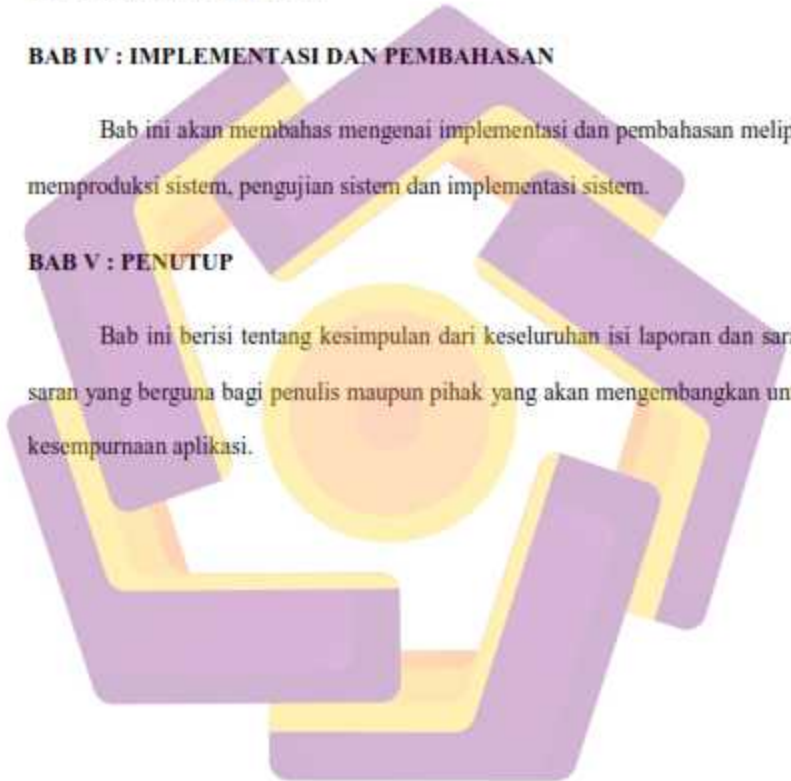 BAB IV : IMPLEMENTASI DAN PEMBAHASAN
Bab ini akan membahas mengenai implementasi dan pembahasan melip
memproduksi sistem, pengujian sistem dan implementasi sistem.
BAB V : PENUTUP
Bab ini berisi tentang kesimpulan dari keseluruhan isi laporan dan sar
saran yang berguna bagi penulis maupun pihak yang akan mengembangkan un
kesempurnaan aplikasi.